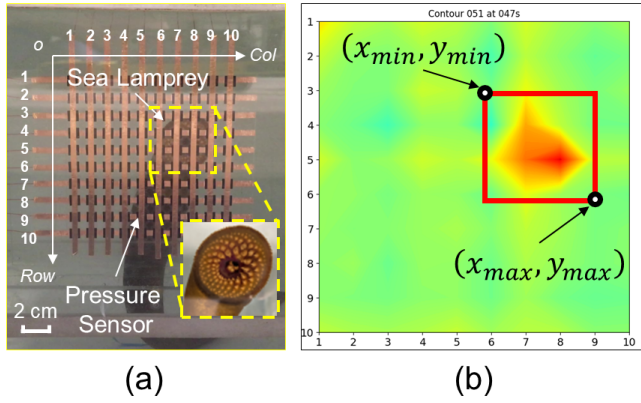 o
1 2 3 4 5 6 7 8 9 10
Col
Sea Lamprey
1
2
3
4
5
6
7
8
9
10
Row
Pressure
Sensor
2 cm
(a)
Contour 051 at 047s
(x_min, y_min)
(x_max, y_max)
1
2
3
4
5
6
7
8
9
10
1 2 3 4 5 6 7 8 9 10
(b)